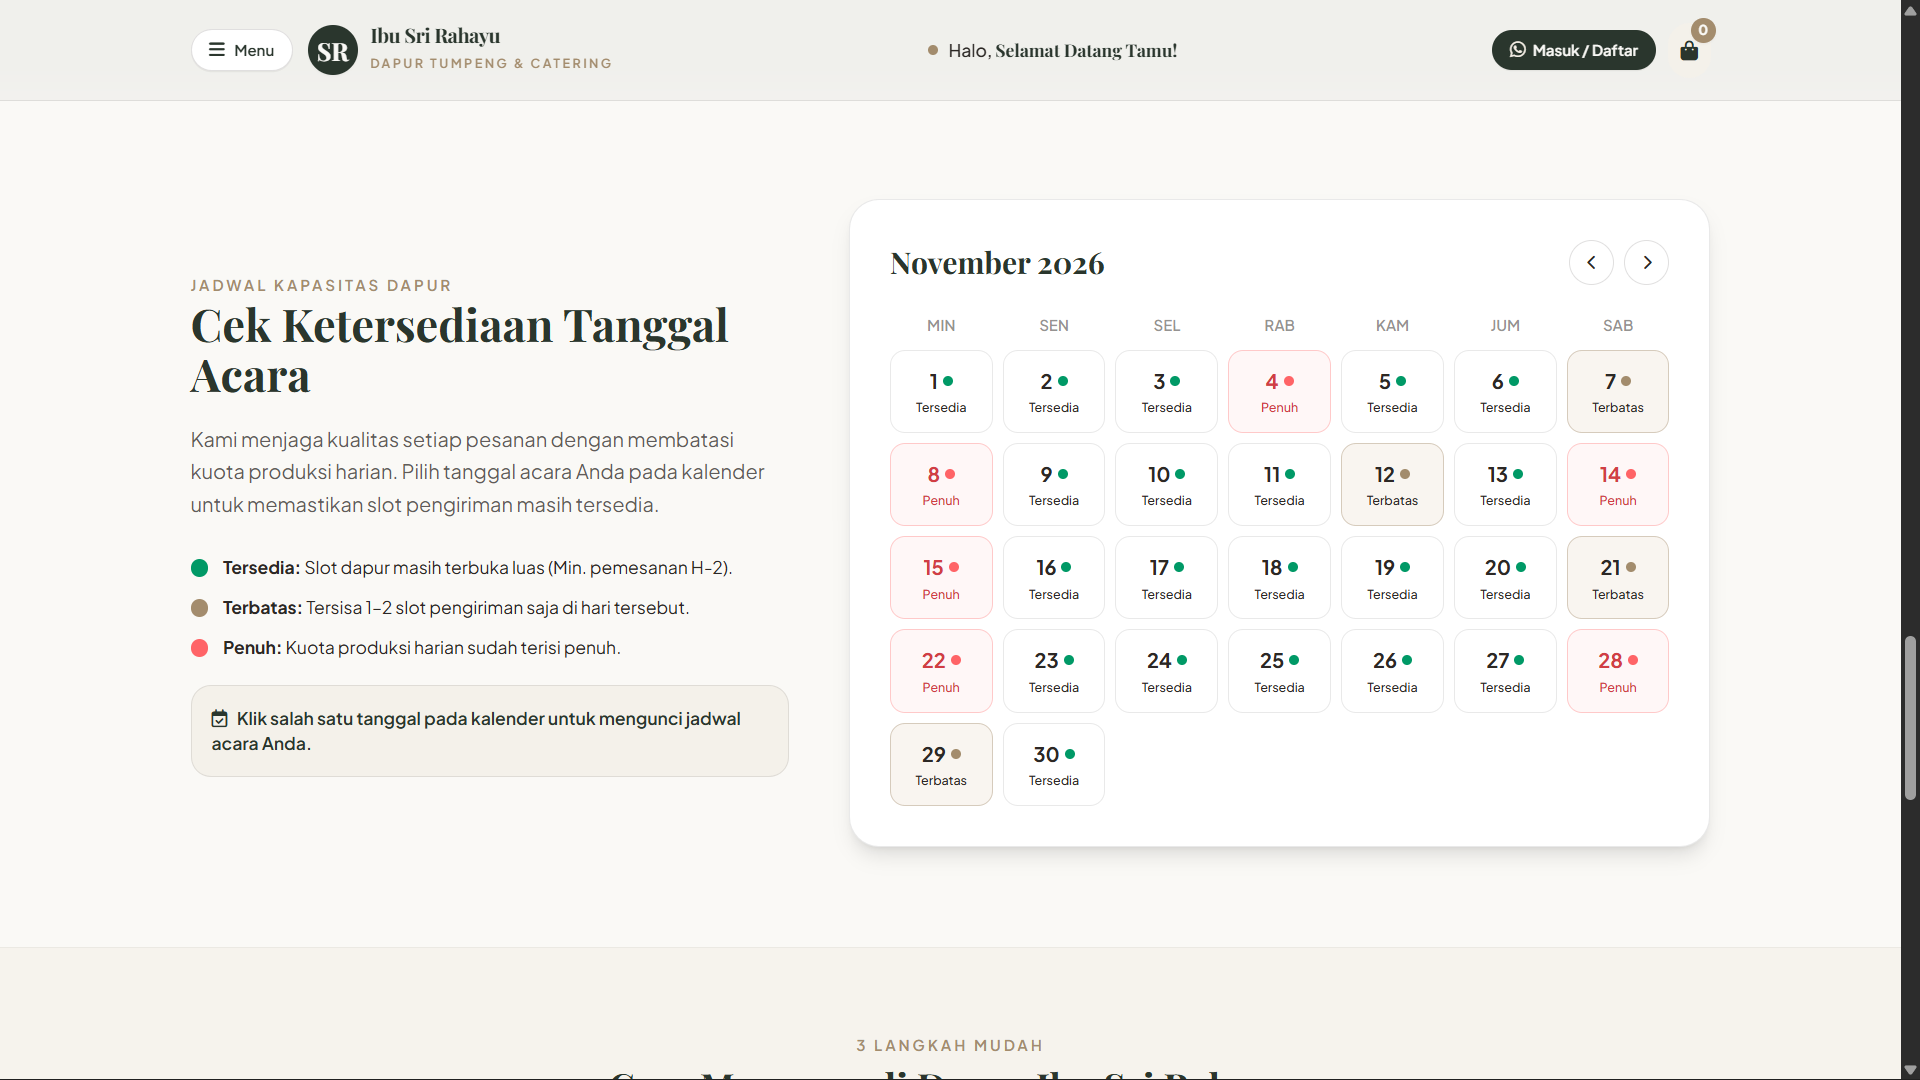 Menu
SR
Ibu Sri Rahayu
DAPUR TUMPENG & CATERING
Halo, Selamat Datang Tamu!
Masuk / Daftar
0
JADWAL KAPASITAS DAPUR
Cek Ketersediaan Tanggal
Acara
Kami menjaga kualitas setiap pesanan dengan membatasi
kuota produksi harian. Pilih tanggal acara Anda pada kalender
untuk memastikan slot pengiriman masih tersedia.
Tersedia: Slot dapur masih terbuka luas (Min. pemesanan H-2).
Terbatas: Tersisa 1–2 slot pengiriman saja di hari tersebut.
Penuh: Kuota produksi harian sudah terisi penuh.
Klik salah satu tanggal pada kalender untuk mengunci jadwal
acara Anda.
November 2026
MIN SEN SEL RAB KAM JUM SAB
1 2 3 4 5 6 7
Tersedia Tersedia Tersedia Penuh Tersedia Tersedia Terbatas
8 9 10 11 12 13 14
Penuh Tersedia Tersedia Tersedia Terbatas Tersedia Penuh
15 16 17 18 19 20 21
Penuh Tersedia Tersedia Tersedia Tersedia Tersedia Terbatas
22 23 24 25 26 27 28
Penuh Tersedia Tersedia Tersedia Tersedia Tersedia Penuh
29 30
Terbatas Tersedia
3 LANGKAH MUDAH